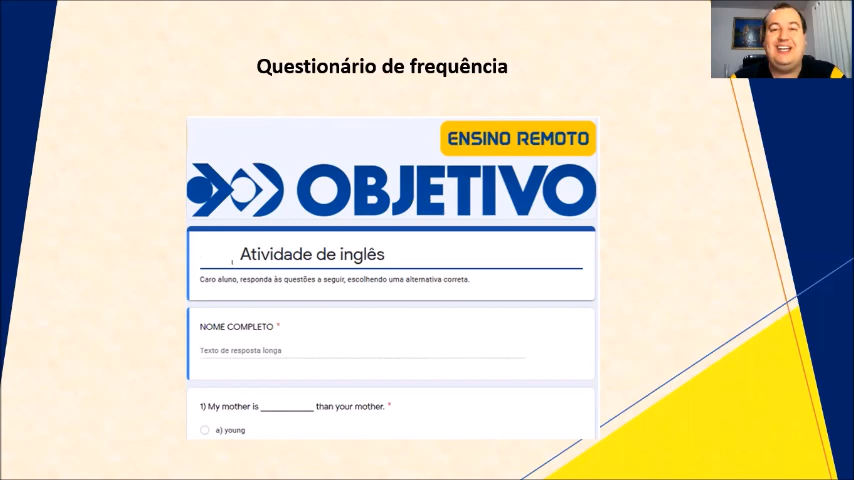 Questionário de frequência
ENSINO REMOTO
OBJETIVO
Atividade de inglês
Caro aluno, responda às questões a seguir, escolhendo uma alternativa correta.
NOME COMPLETO *
Texto de resposta longa
1) My mother is ____________ than your mother. *
a) young